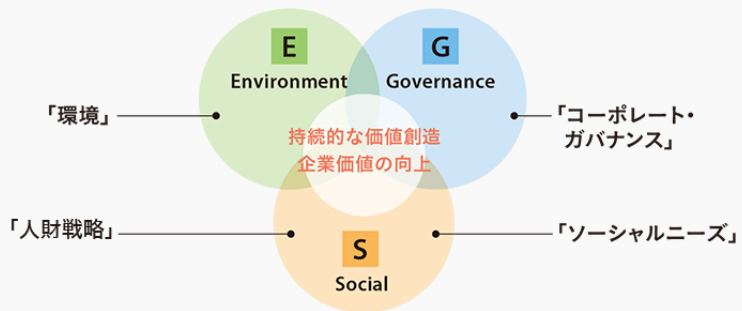 E
Environment
G
Governance
「環境」
「コーポレート・
ガバナンス」
持続的な価値創造
企業価値の向上
「人財戦略」
「ソーシャルニーズ」
S
Social